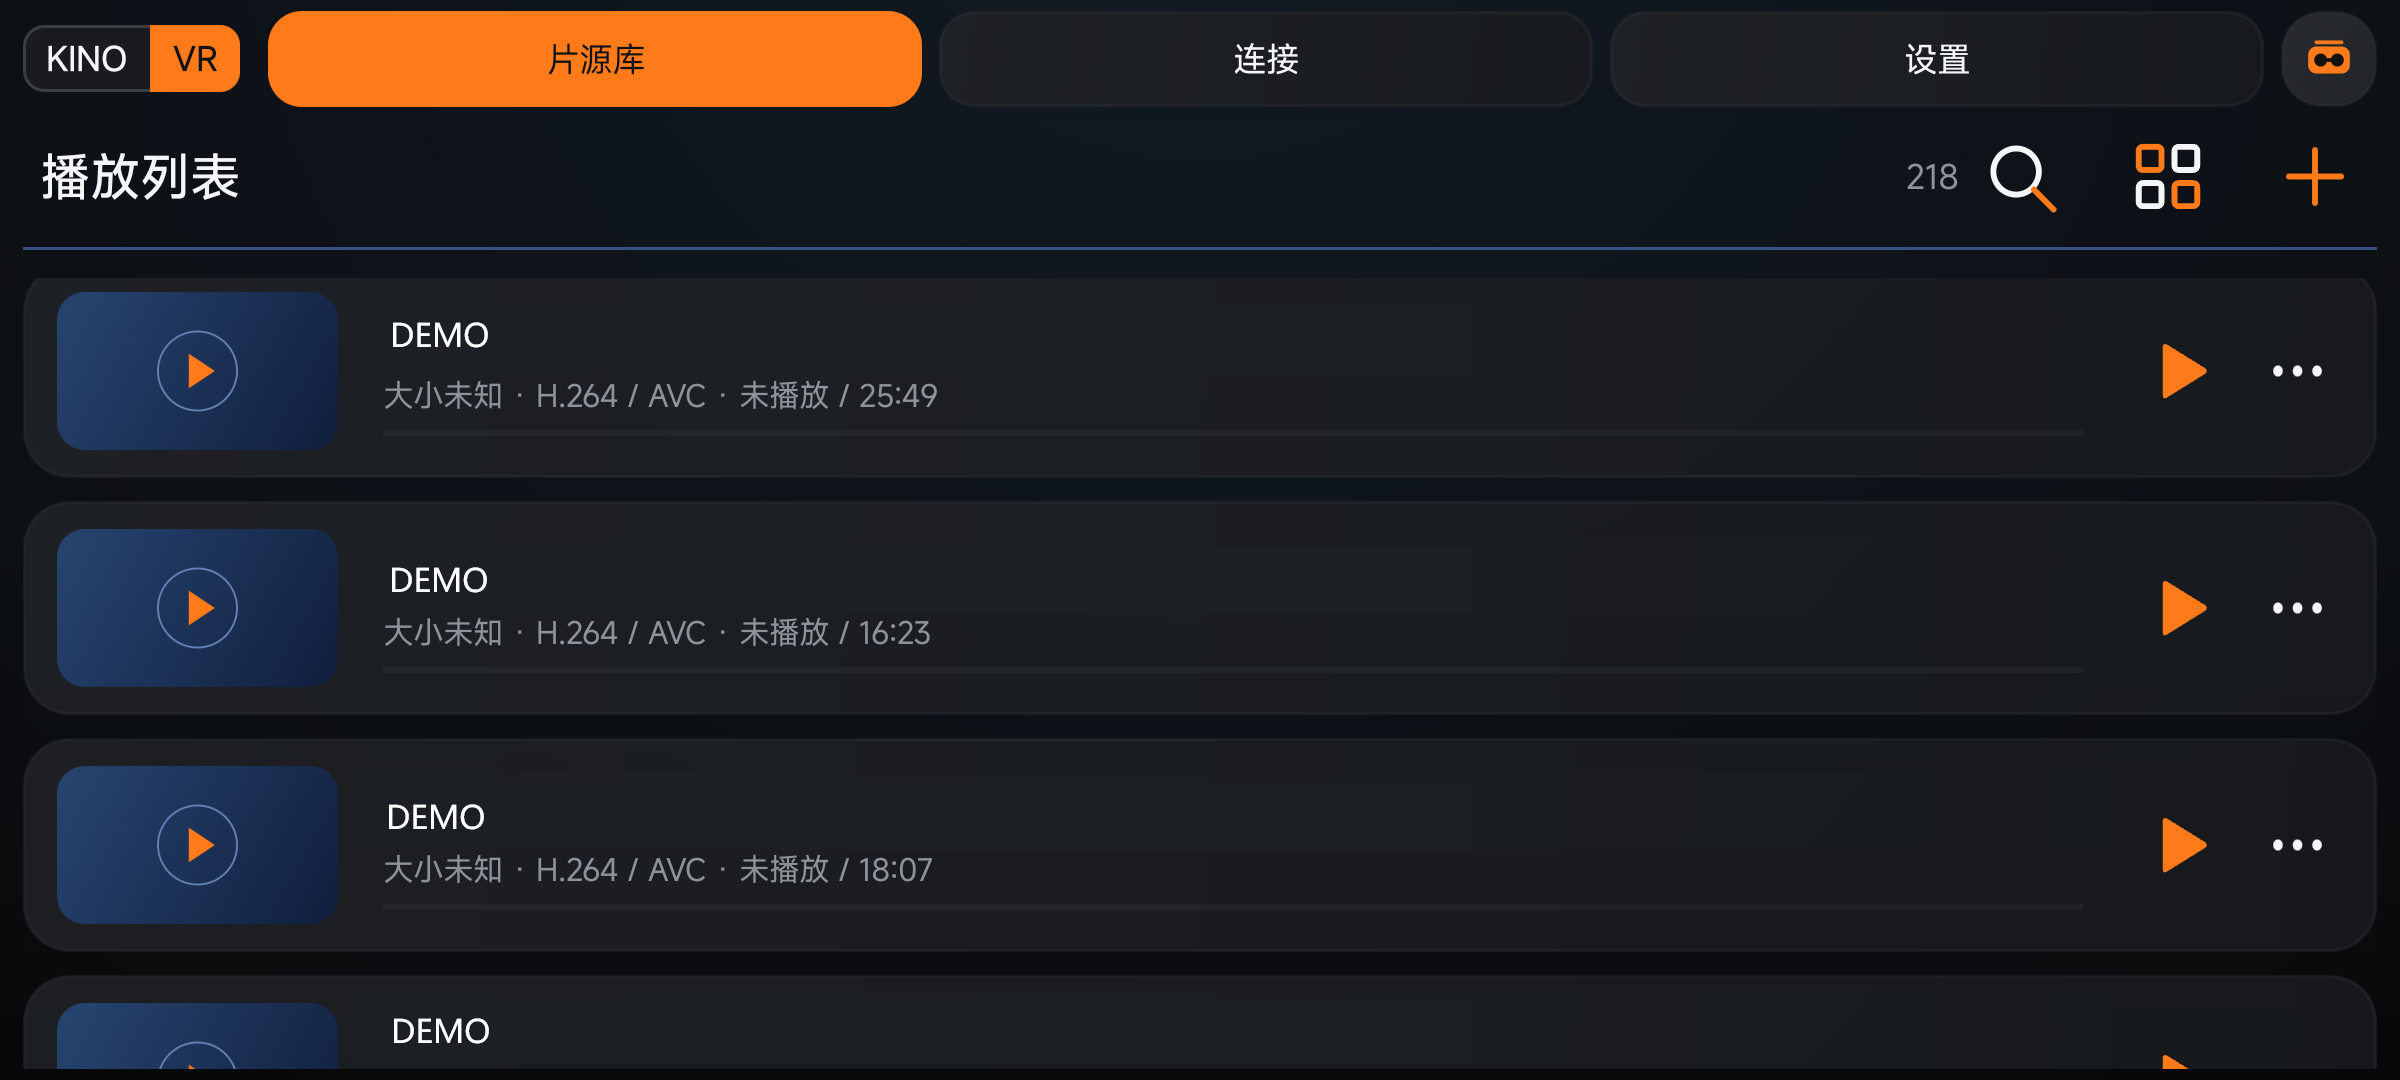 KINO VR 片源库 连接 设置
播放列表 218
DEMO
大小未知 · H.264 / AVC · 未播放 / 25:49
DEMO
大小未知 · H.264 / AVC · 未播放 / 16:23
DEMO
大小未知 · H.264 / AVC · 未播放 / 18:07
DEMO